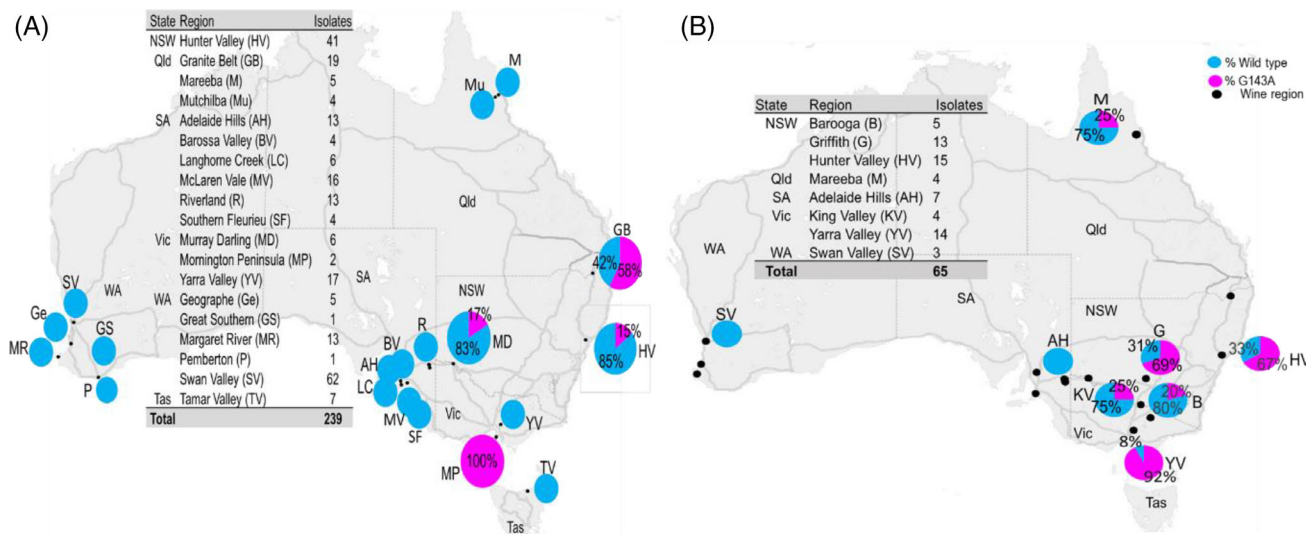 (A)
State Region Isolates
NSW Hunter Valley (HV) 41
Qld Granite Belt (GB) 19
Mareeba (M) 5
Mutchilba (Mu) 4
SA Adelaide Hills (AH) 13
Barossa Valley (BV) 4
Langhorne Creek (LC) 6
McLaren Vale (MV) 16
Riverland (R) 13
Southern Fleurieu (SF) 4
Vic Murray Darling (MD) 6
Mornington Peninsula (MP) 2
Yarra Valley (YV) 17
WA Geographe (Ge) 5
Great Southern (GS) 1
Margaret River (MR) 13
Pemberton (P) 1
Swan Valley (SV) 62
Tas Tamar Valley (TV) 7
Total 239
M
Mu
Qld
GB
42%
58%
SV
WA
SA
NSW
Ge
GS
R
17%
83%
MD
15%
85%
HV
MR
BV
AH
P
LC
MV
SF
Vic
YV
MP
100%
TV
Tas
(B)
% Wild type
% G143A
Wine region
State Region Isolates
NSW Barooga (B) 5
Griffith (G) 13
Hunter Valley (HV) 15
Qld Mareeba (M) 4
SA Adelaide Hills (AH) 7
Vic King Valley (KV) 4
Yarra Valley (YV) 14
WA Swan Valley (SV) 3
Total 65
M
25%
75%
Qld
WA
SA
NSW
SV
AH
G
31%
69%
33%
67%
HV
KV
25%
75%
20%
80%
B
Vic
8%
YV
92%
Tas